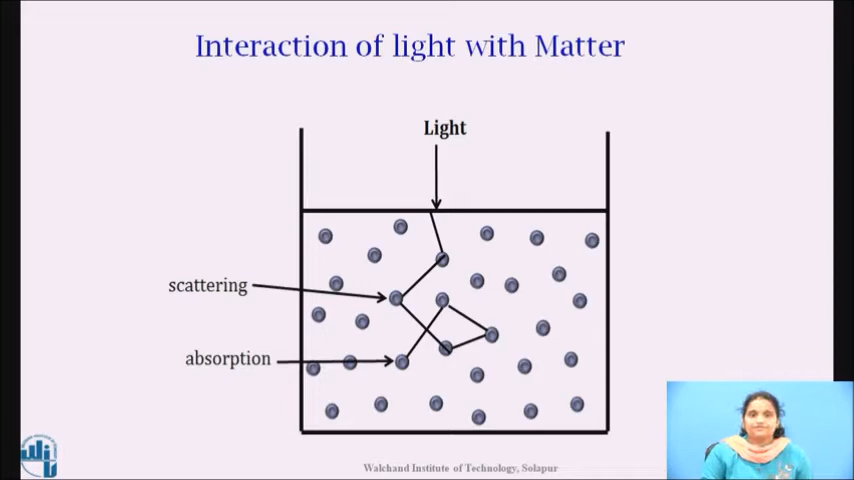 Interaction of light with Matter
Light
scattering
absorption
Walchand Institute of Technology, Solapur